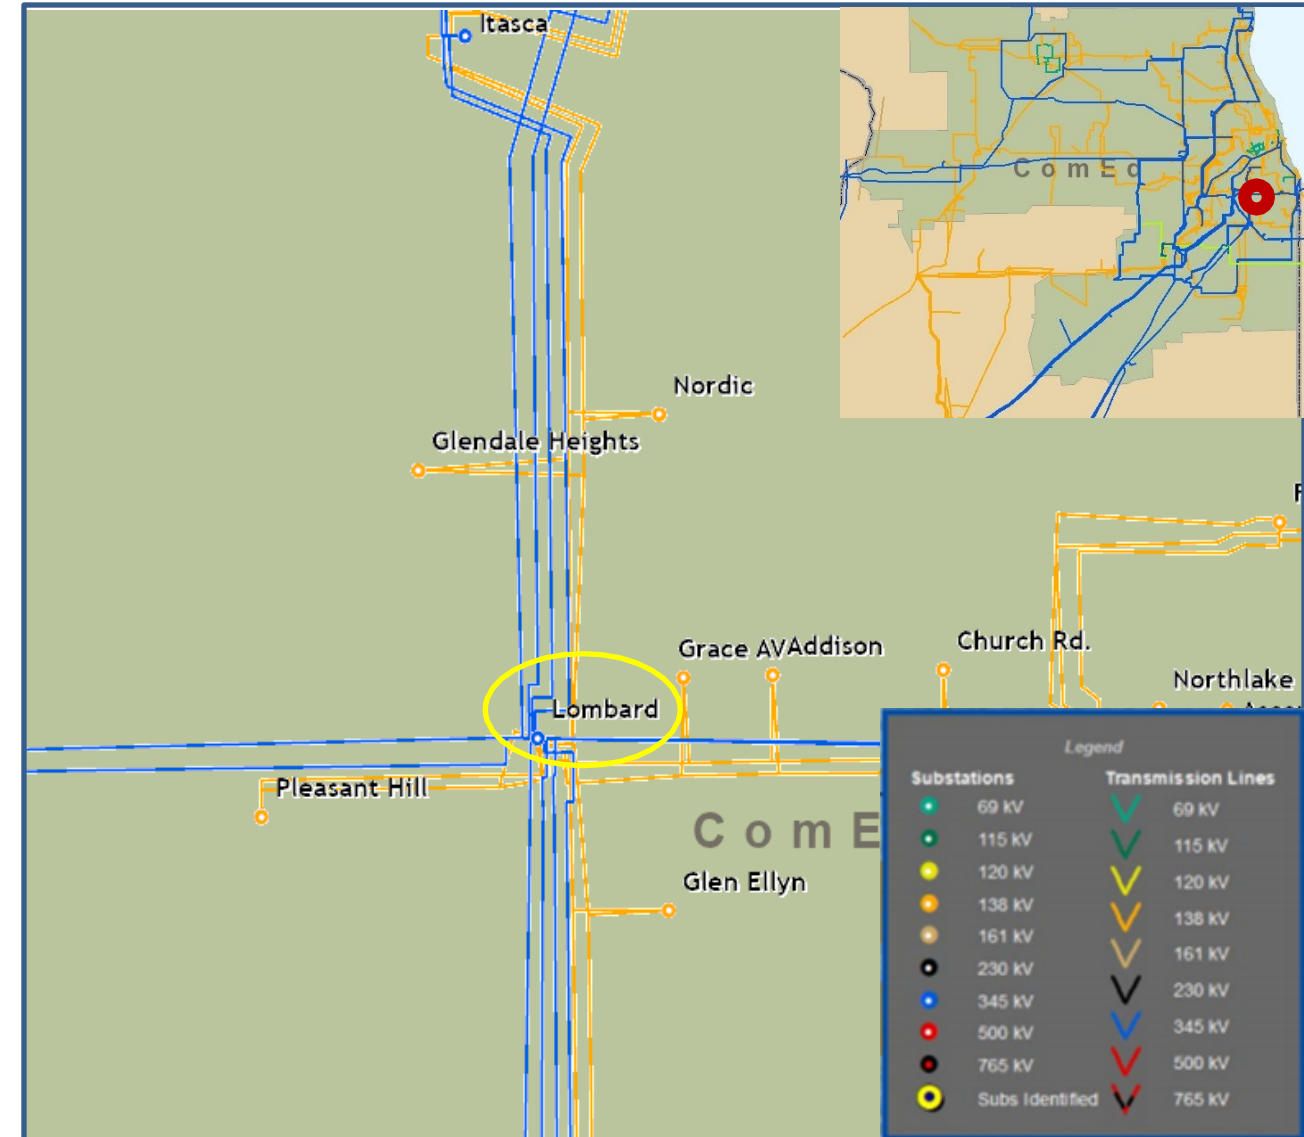 Itasca
ComEd
Nordic
Glendale Heights
Grace AV
Addison
Church Rd.
Northlake
Lombard
Pleasant Hill
ComE
Glen Ellyn
Legend
Substations Transmission Lines
69 kV 69 kV
115 kV 115 kV
120 kV 120 kV
138 kV 138 kV
161 kV 161 kV
230 kV 230 kV
345 kV 345 kV
500 kV 500 kV
765 kV 765 kV
Subs Identified